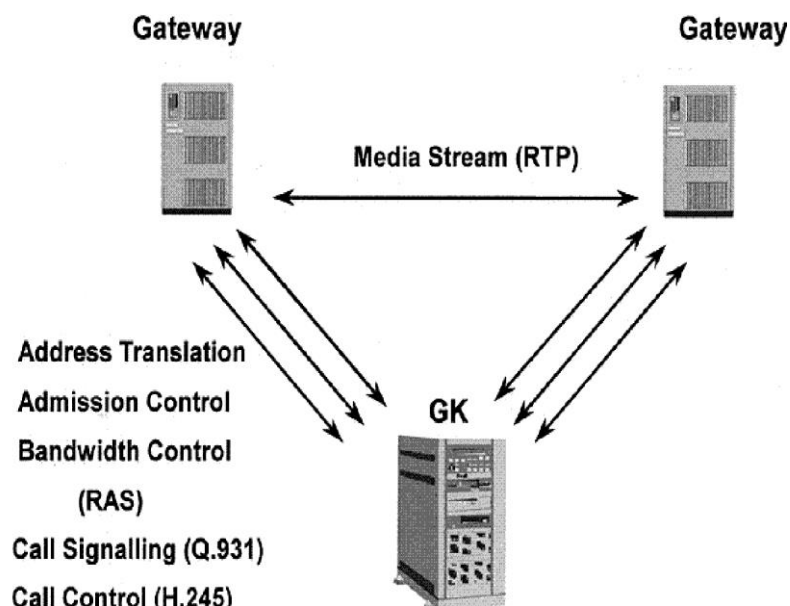 Gateway
Gateway
Media Stream (RTP)
Address Translation
Admission Control
GK
Bandwidth Control
(RAS)
Call Signalling (Q.931)
Call Control (H.245)